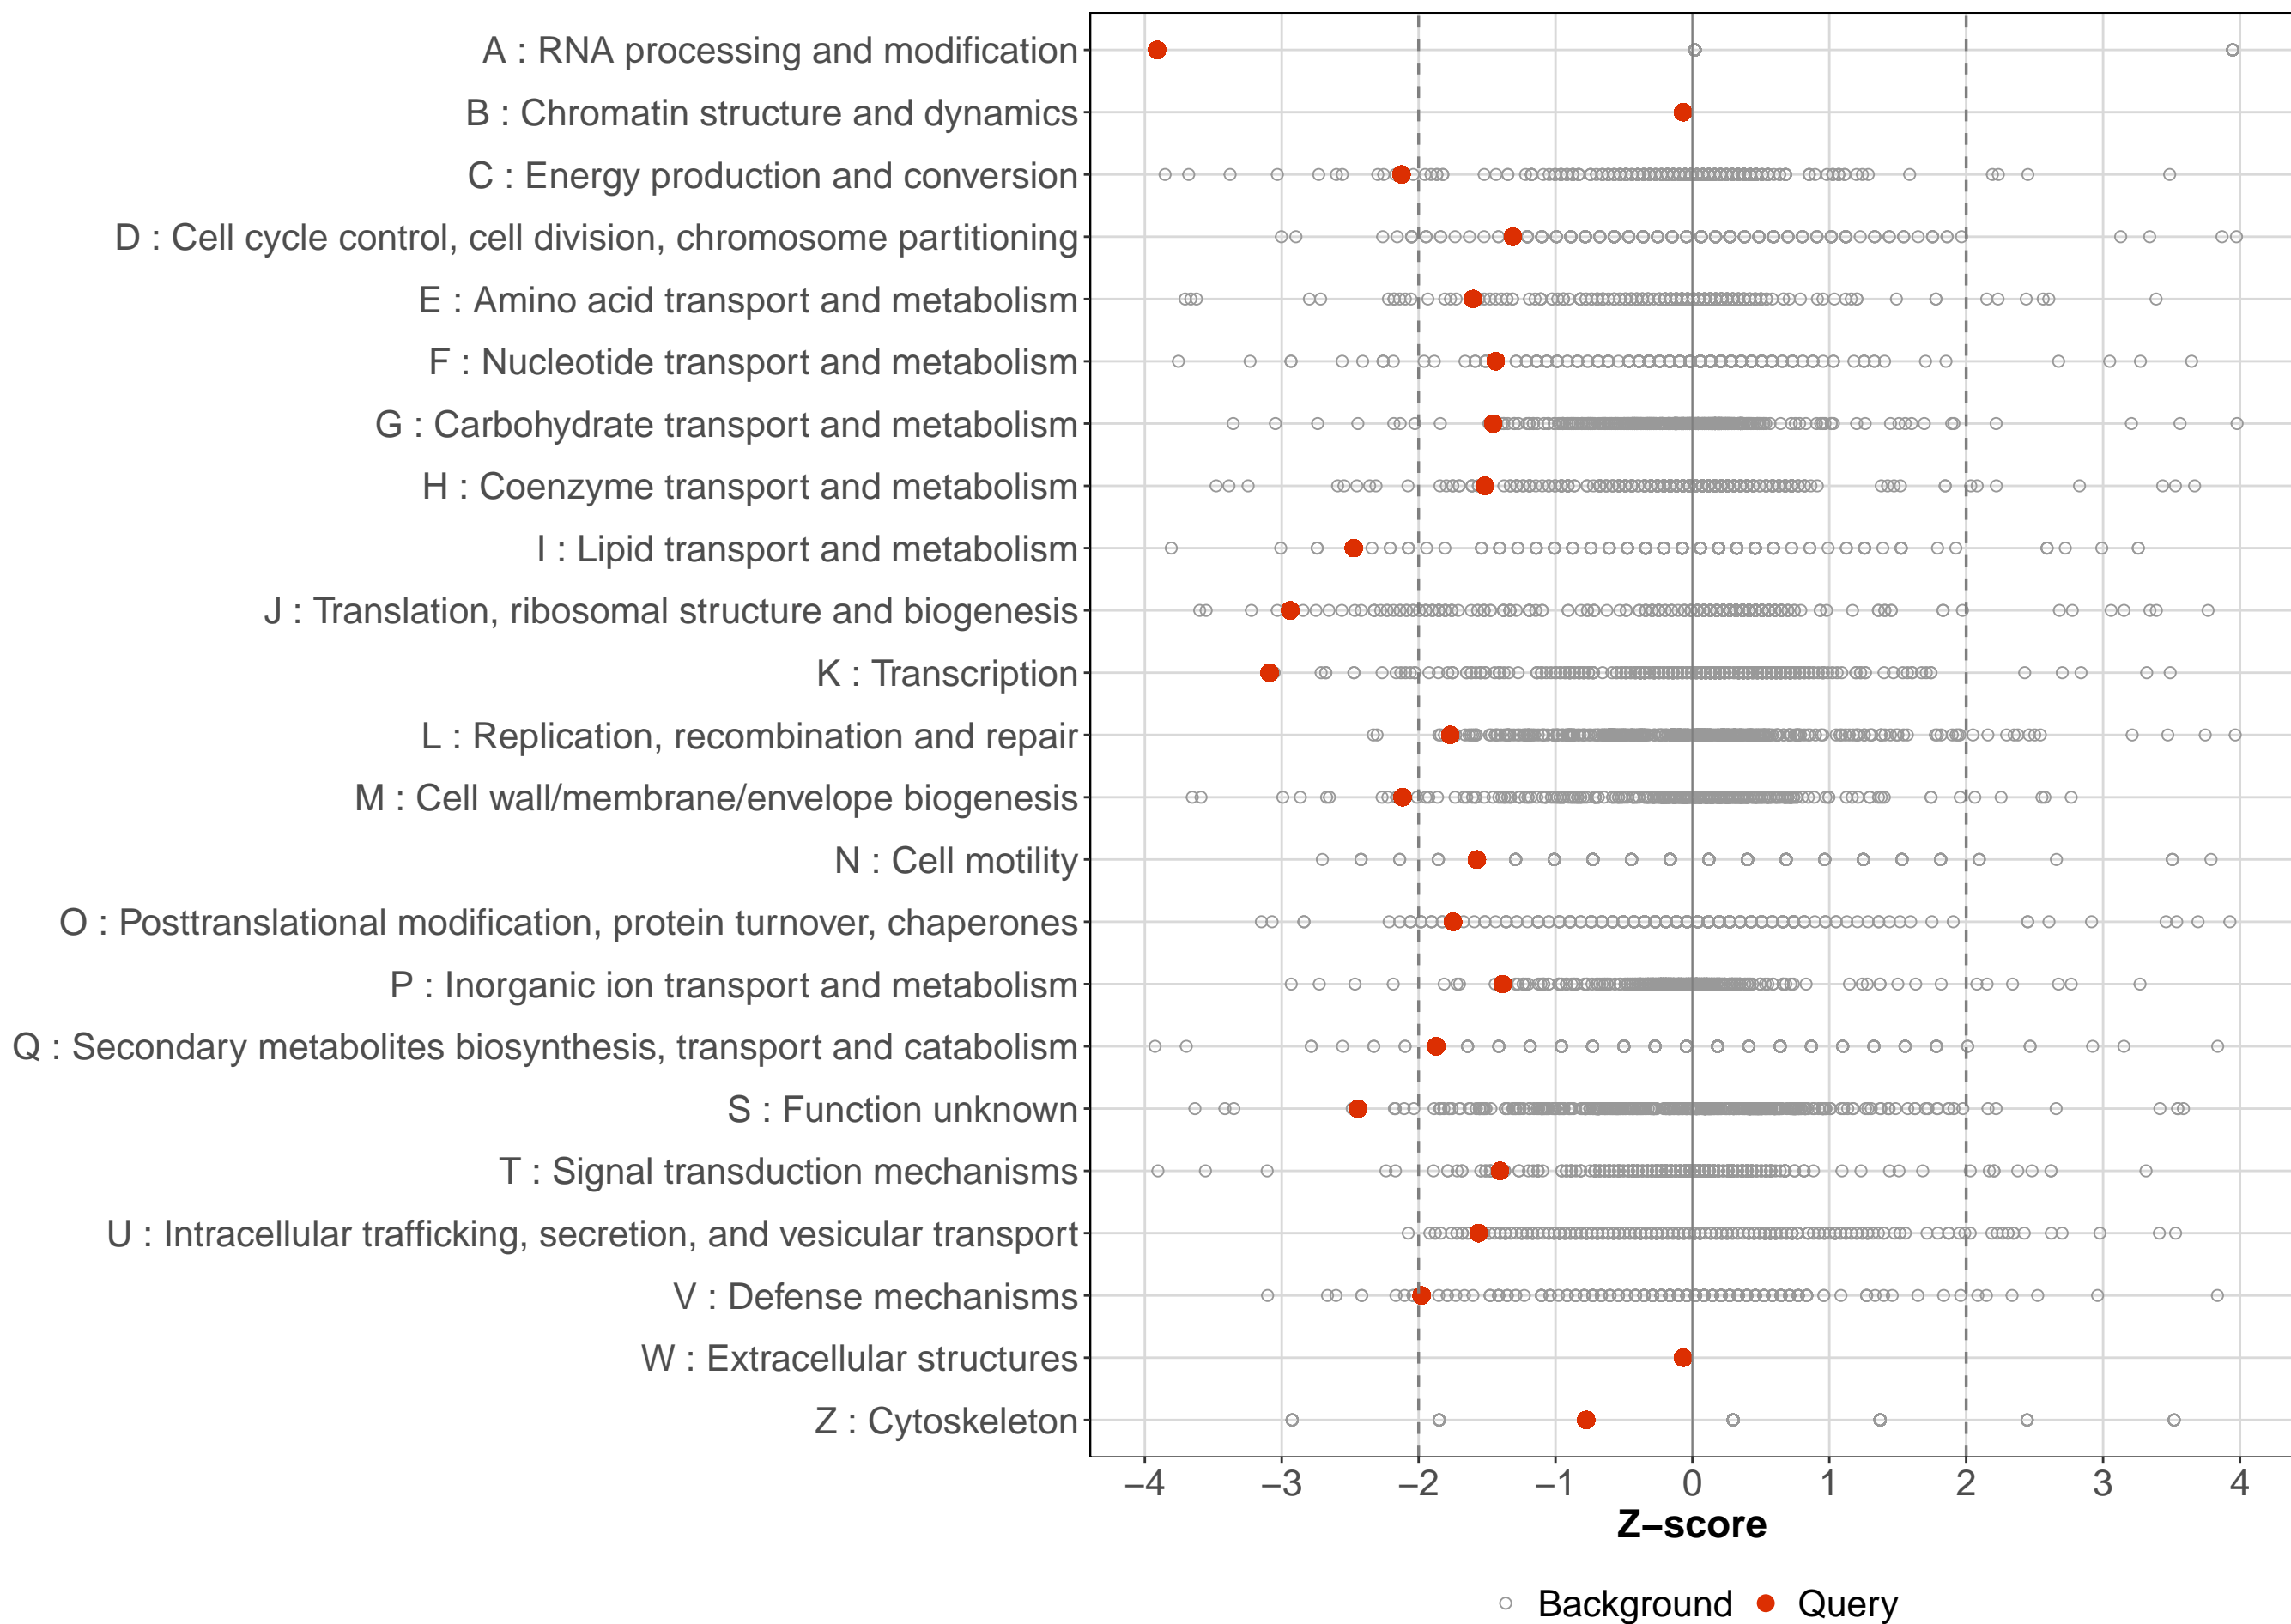 A : RNA processing and modification
B : Chromatin structure and dynamics
C : Energy production and conversion
D : Cell cycle control, cell division, chromosome partitioning
E : Amino acid transport and metabolism
F : Nucleotide transport and metabolism
G : Carbohydrate transport and metabolism
H : Coenzyme transport and metabolism
I : Lipid transport and metabolism
J : Translation, ribosomal structure and biogenesis
K : Transcription
L : Replication, recombination and repair
M : Cell wall/membrane/envelope biogenesis
N : Cell motility
O : Posttranslational modification, protein turnover, chaperones
P : Inorganic ion transport and metabolism
Q : Secondary metabolites biosynthesis, transport and catabolism
S : Function unknown
T : Signal transduction mechanisms
U : Intracellular trafficking, secretion, and vesicular transport
V : Defense mechanisms
W : Extracellular structures
Z : Cytoskeleton
−4 −3 −2 −1 0 1 2 3 4
Z−score
Background Query